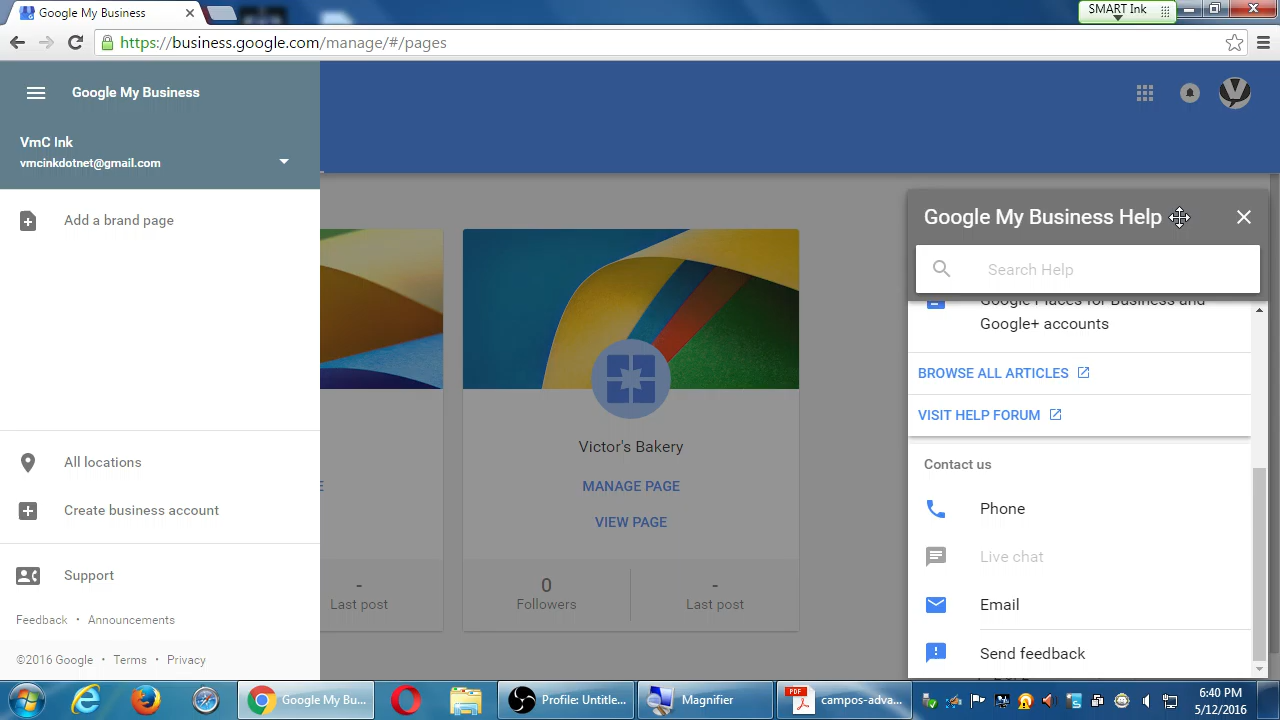 Google My Business
SMART Ink
https://business.google.com/manage/#/pages
Google My Business
VmC Ink
vmcinkdotnet@gmail.com
Add a brand page
All locations
Create business account
Support
Feedback • Announcements
©2016 Google • Terms • Privacy
E
-
Last post
Victor's Bakery
MANAGE PAGE
VIEW PAGE
0
Followers
-
Last post
Google My Business Help
Search Help
Google Places for Business and
Google+ accounts
BROWSE ALL ARTICLES
VISIT HELP FORUM
Contact us
Phone
Live chat
Email
Send feedback
Google My Bu...
Profile: Untitle...
Magnifier
PDF
campos-adva...
6:40 PM
5/12/2016